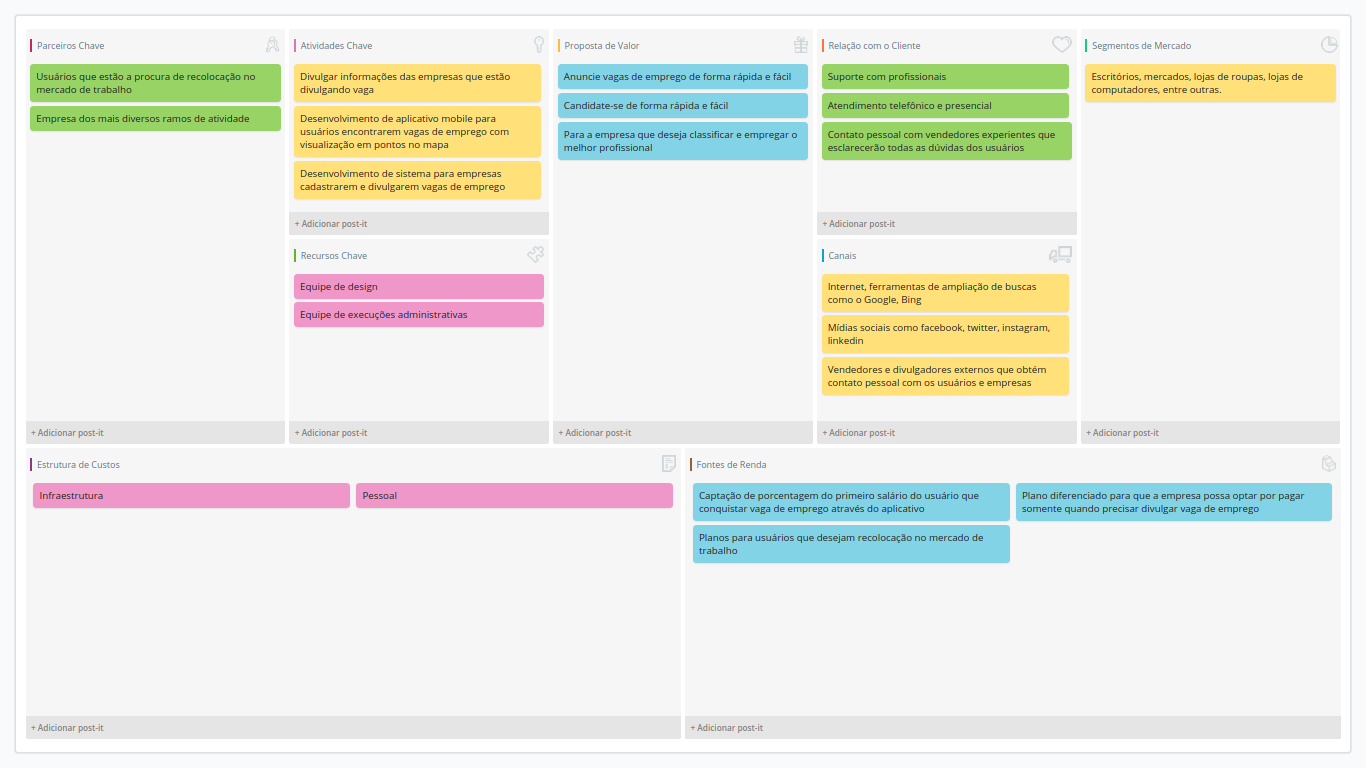 Parceiros Chave
Usuários que estão a procura de recolocação no
mercado de trabalho
Empresa dos mais diversos ramos de atividade
+ Adicionar post-it
Atividades Chave
Divulgar informações das empresas que estão
divulgando vaga
Desenvolvimento de aplicativo mobile para
usuários encontrarem vagas de emprego com
visualização em pontos no mapa
Desenvolvimento de sistema para empresas
cadastrarem e divulgarem vagas de emprego
+ Adicionar post-it
Recursos Chave
Equipe de design
Equipe de execuções administrativas
+ Adicionar post-it
Proposta de Valor
Anuncie vagas de emprego de forma rápida e fácil
Candidate-se de forma rápida e fácil
Para a empresa que deseja classificar e empregar o
melhor profissional
+ Adicionar post-it
Relação com o Cliente
Suporte com profissionais
Atendimento telefônico e presencial
Contato pessoal com vendedores experientes que
esclarecerão todas as dúvidas dos usuários
+ Adicionar post-it
Canais
Internet, ferramentas de ampliação de buscas
como o Google, Bing
Mídias sociais como facebook, twitter, instagram,
linkedin
Vendedores e divulgadores externos que obtém
contato pessoal com os usuários e empresas
+ Adicionar post-it
Segmentos de Mercado
Escritórios, mercados, lojas de roupas, lojas de
computadores, entre outras.
+ Adicionar post-it
Estrutura de Custos
Infraestrutura
Pessoal
+ Adicionar post-it
Fontes de Renda
Captação de porcentagem do primeiro salário do usuário que
conquistar vaga de emprego através do aplicativo
Plano diferenciado para que a empresa possa optar por pagar
somente quando precisar divulgar vaga de emprego
Planos para usuários que desejam recolocação no mercado de
trabalho
+ Adicionar post-it